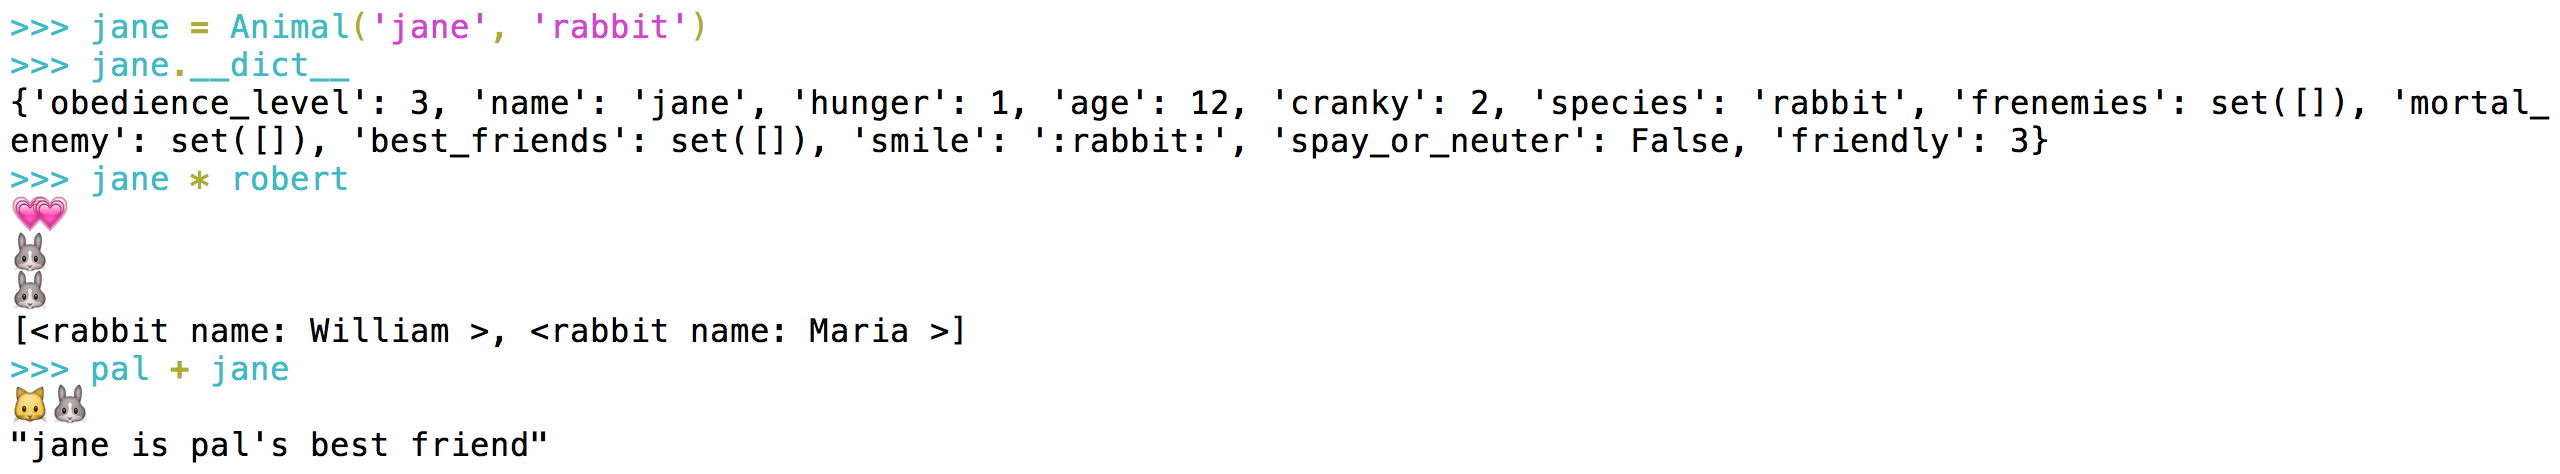 >>> jane = Animal('jane', 'rabbit')
>>> jane.__dict__
{'obedience_level': 3, 'name': 'jane', 'hunger': 1, 'age': 12, 'cranky': 2, 'species': 'rabbit', 'frenemies': set([]), 'mortal_
enemy': set([]), 'best_friends': set([]), 'smile': ':rabbit:', 'spay_or_neuter': False, 'friendly': 3}
>>> jane * robert
💗💗
🐰
🐰
[<rabbit name: William >, <rabbit name: Maria >]
>>> pal + jane
🐱🐰
"jane is pal's best friend"